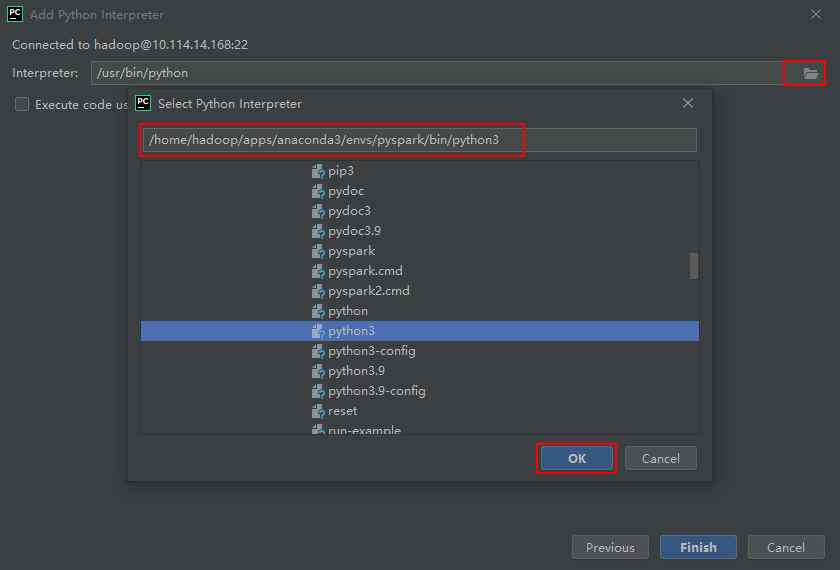 PC Add Python Interpreter
Connected to hadoop@10.114.14.168:22
Interpreter: /usr/bin/python
Execute code us
PC Select Python Interpreter
/home/hadoop/apps/anaconda3/envs/pyspark/bin/python3
pip3
pydoc
pydoc3
pydoc3.9
pyspark
pyspark.cmd
pyspark2.cmd
python
python3
python3-config
python3.9
python3.9-config
reset
run-example
OK Cancel
Previous Finish Cancel